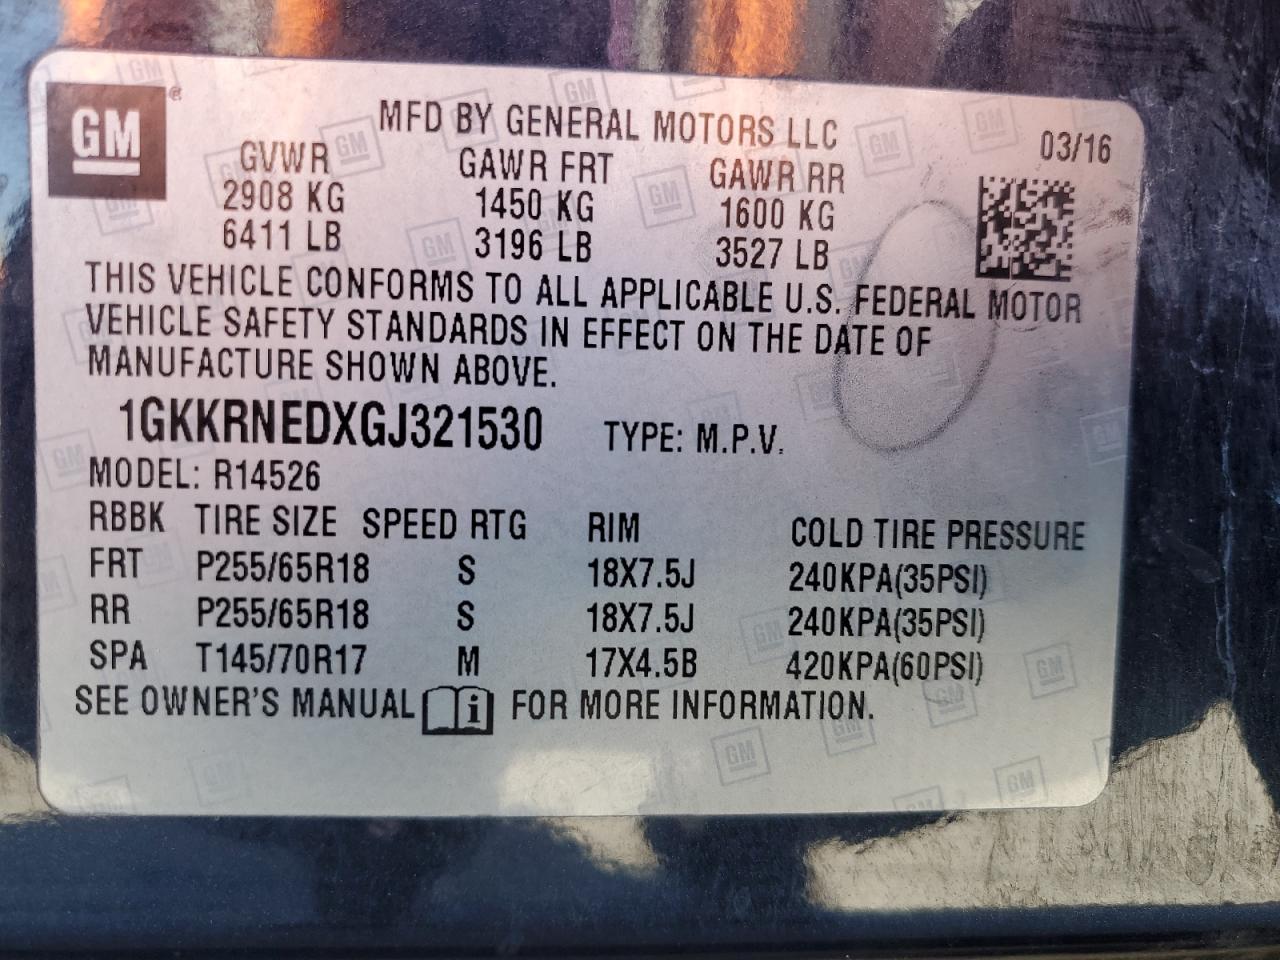 GM ®
MFD BY GENERAL MOTORS LLC
03/16
GVWR GAWR FRT GAWR RR
2908 KG 1450 KG 1600 KG
6411 LB 3196 LB 3527 LB
THIS VEHICLE CONFORMS TO ALL APPLICABLE U.S. FEDERAL MOTOR
VEHICLE SAFETY STANDARDS IN EFFECT ON THE DATE OF
MANUFACTURE SHOWN ABOVE.
1GKKRNEDXGJ321530 TYPE: M.P.V.
MODEL: R14526
RBBK TIRE SIZE SPEED RTG RIM COLD TIRE PRESSURE
FRT P255/65R18 S 18X7.5J 240KPA(35PSI)
RR P255/65R18 S 18X7.5J 240KPA(35PSI)
SPA T145/70R17 M 17X4.5B 420KPA(60PSI)
SEE OWNER'S MANUAL i FOR MORE INFORMATION.